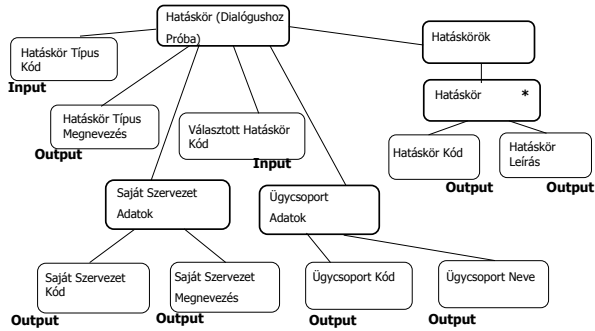 Hatáskör (Dialógushoz
Próba)
Hatáskörök
Hatáskör Típus
Kód
Input
Hatáskör *
Hatáskör Típus
Megnevezés
Output
Választott Hatáskör
Kód
Input
Hatáskör Kód
Output
Hatáskör
Leírás
Output
Saját Szervezet
Adatok
Ügycsoport
Adatok
Saját Szervezet
Kód
Output
Saját Szervezet
Megnevezés
Output
Ügycsoport Kód
Output
Ügycsoport Neve
Output